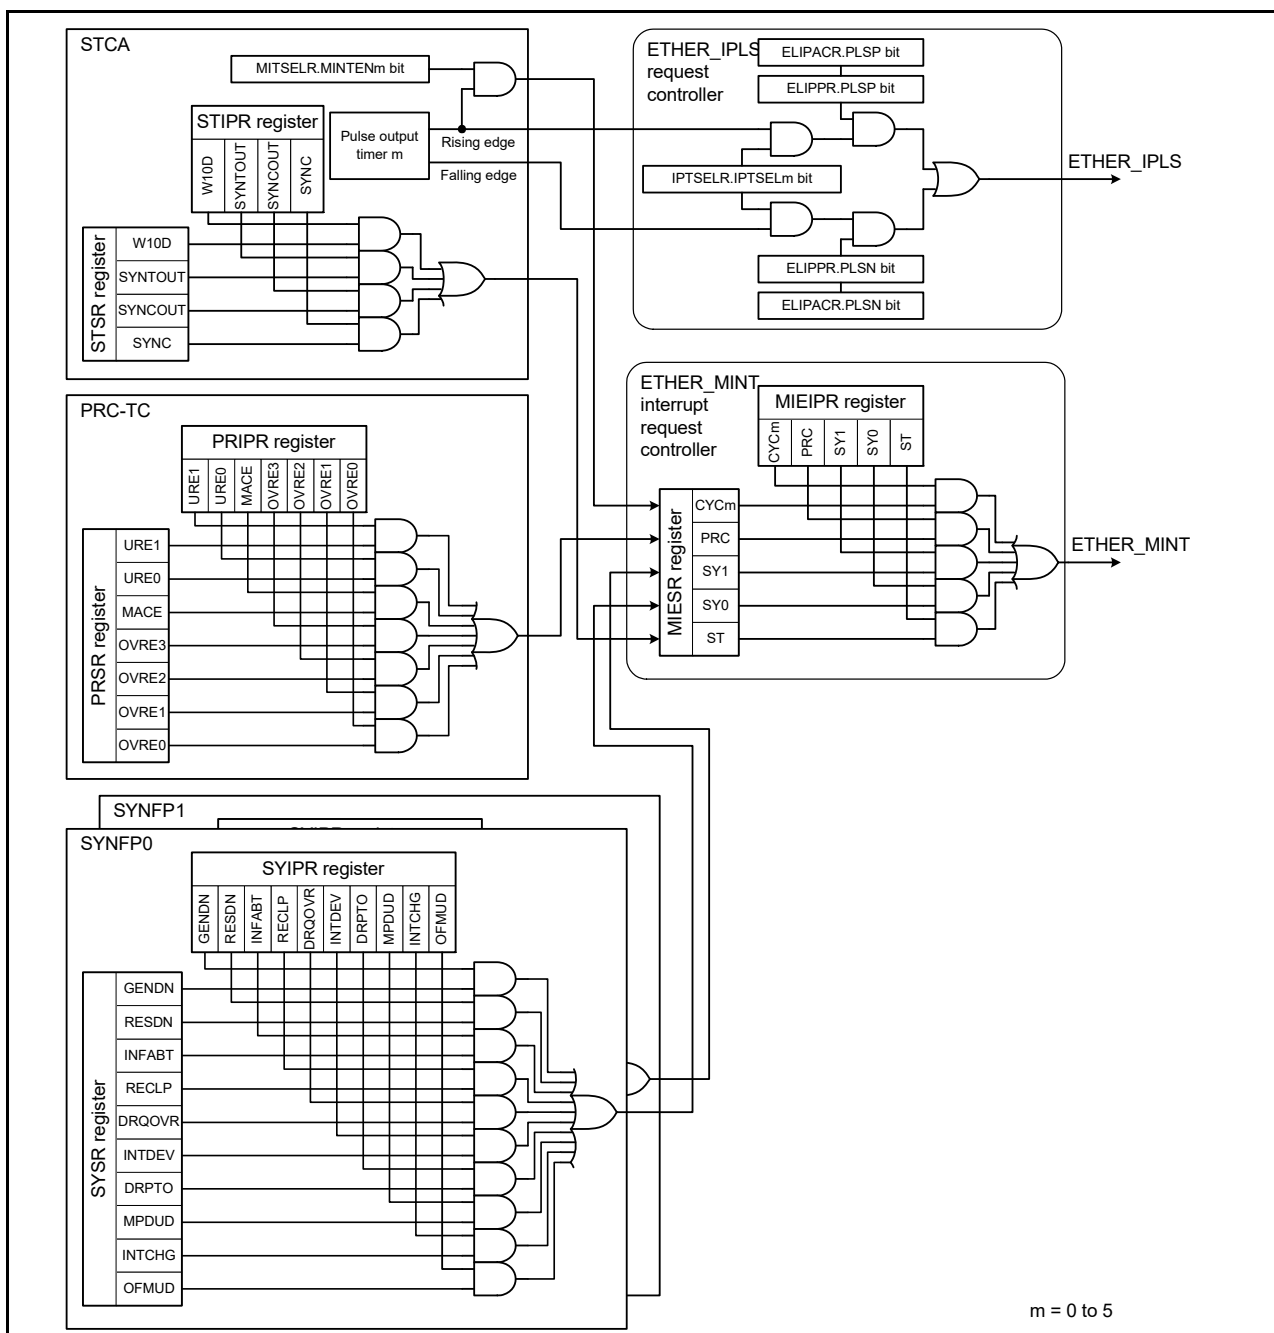 STCA
MITSELR.MINTENm bit
STIPR register
W10D
SYNTOUT
SYNCOUT
SYNC
Pulse output
timer m
Rising edge
Falling edge
STSR register
W10D
SYNTOUT
SYNCOUT
SYNC
ETHER_IPLS
request
controller
ELIPACR.PLSP bit
ELIPPR.PLSP bit
IPTSELR.IPTSELm bit
ELIPPR.PLSN bit
ELIPACR.PLSN bit
ETHER_IPLS
PRC-TC
PRIPR register
URE1
URE0
MACE
OVRE3
OVRE2
OVRE1
OVRE0
PRSR register
URE1
URE0
MACE
OVRE3
OVRE2
OVRE1
OVRE0
ETHER_MINT
interrupt
request
controller
MIEIPR register
CYCm
PRC
SY1
SY0
ST
MIESR register
CYCm
PRC
SY1
SY0
ST
ETHER_MINT
SYNFP1
SYNFP0
SYIPR register
GENDN
RESDN
INFABT
RECLP
DRQOVR
INTDEV
DRPTO
MPDUD
INTCHG
OFMUD
SYSR register
GENDN
RESDN
INFABT
RECLP
DRQOVR
INTDEV
DRPTO
MPDUD
INTCHG
OFMUD
m = 0 to 5